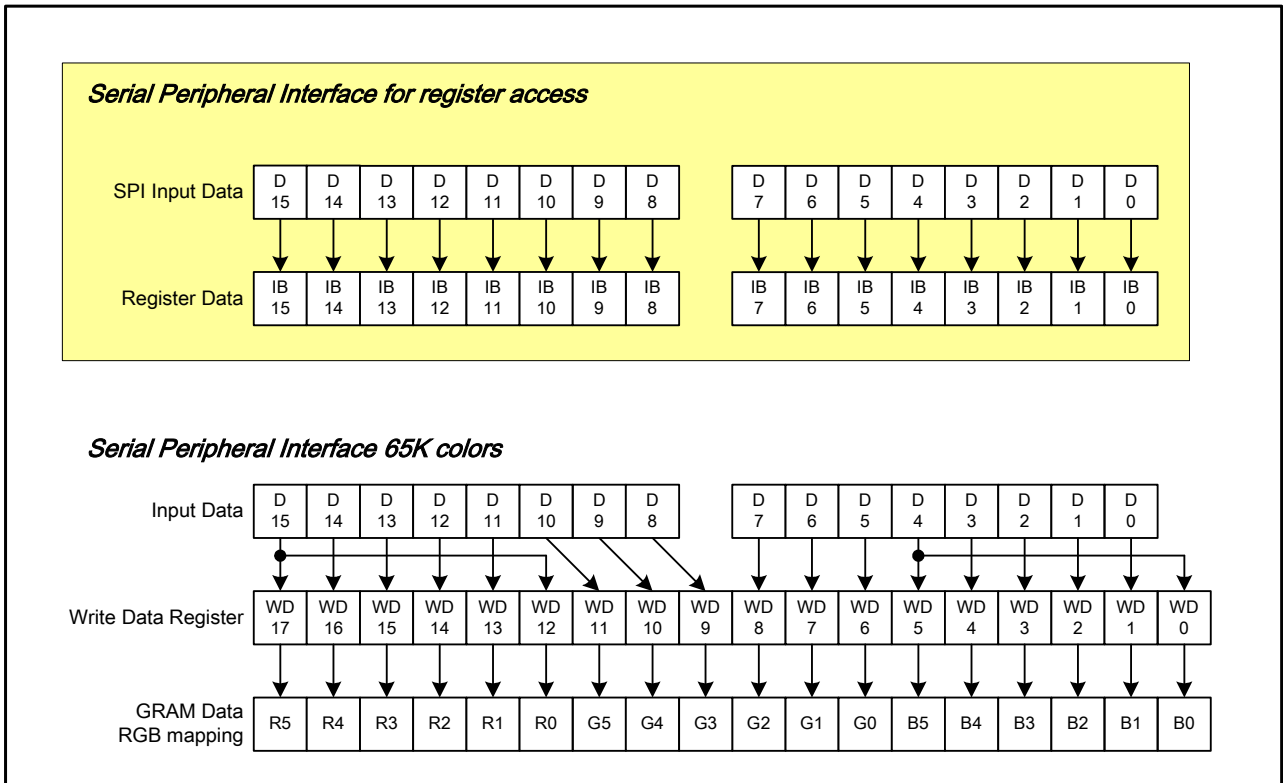 Serial Peripheral Interface for register access
SPI Input Data D 15 D 14 D 13 D 12 D 11 D 10 D 9 D 8 D 7 D 6 D 5 D 4 D 3 D 2 D 1 D 0
Register Data IB 15 IB 14 IB 13 IB 12 IB 11 IB 10 IB 9 IB 8 IB 7 IB 6 IB 5 IB 4 IB 3 IB 2 IB 1 IB 0
Serial Peripheral Interface 65K colors
Input Data D 15 D 14 D 13 D 12 D 11 D 10 D 9 D 8 D 7 D 6 D 5 D 4 D 3 D 2 D 1 D 0
Write Data Register WD 17 WD 16 WD 15 WD 14 WD 13 WD 12 WD 11 WD 10 WD 9 WD 8 WD 7 WD 6 WD 5 WD 4 WD 3 WD 2 WD 1 WD 0
GRAM Data
RGB mapping R5 R4 R3 R2 R1 R0 G5 G4 G3 G2 G1 G0 B5 B4 B3 B2 B1 B0